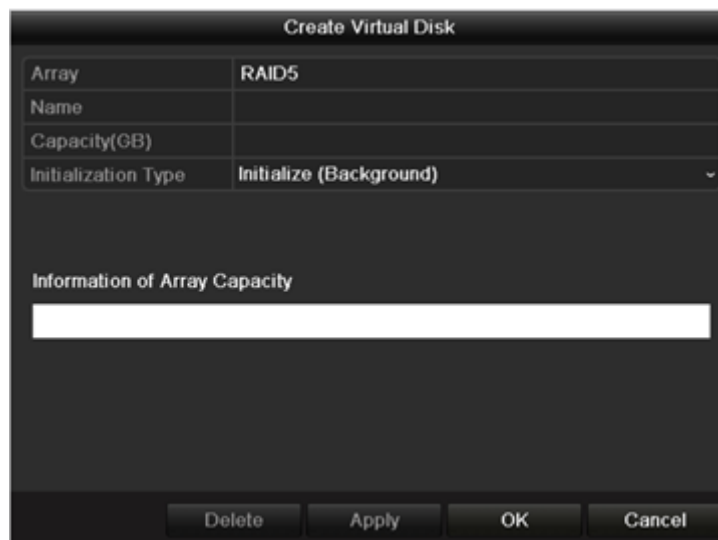 Create Virtual Disk
Array RAID5
Name
Capacity(GB)
Initialization Type Initialize (Background)
Information of Array Capacity
Delete Apply OK Cancel